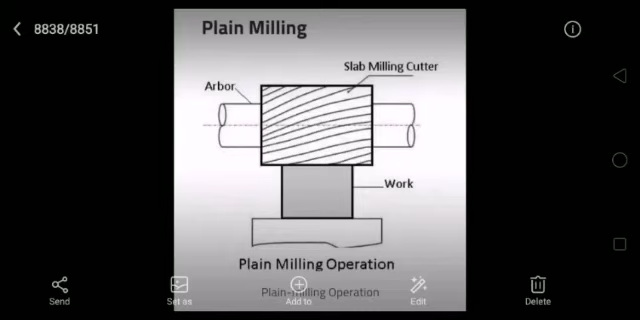 8838/8851
Plain Milling
Slab Milling Cutter
Arbor
Work
Plain Milling Operation
Plain-milling Operation
Send
Set as
Add to
Edit
Delete